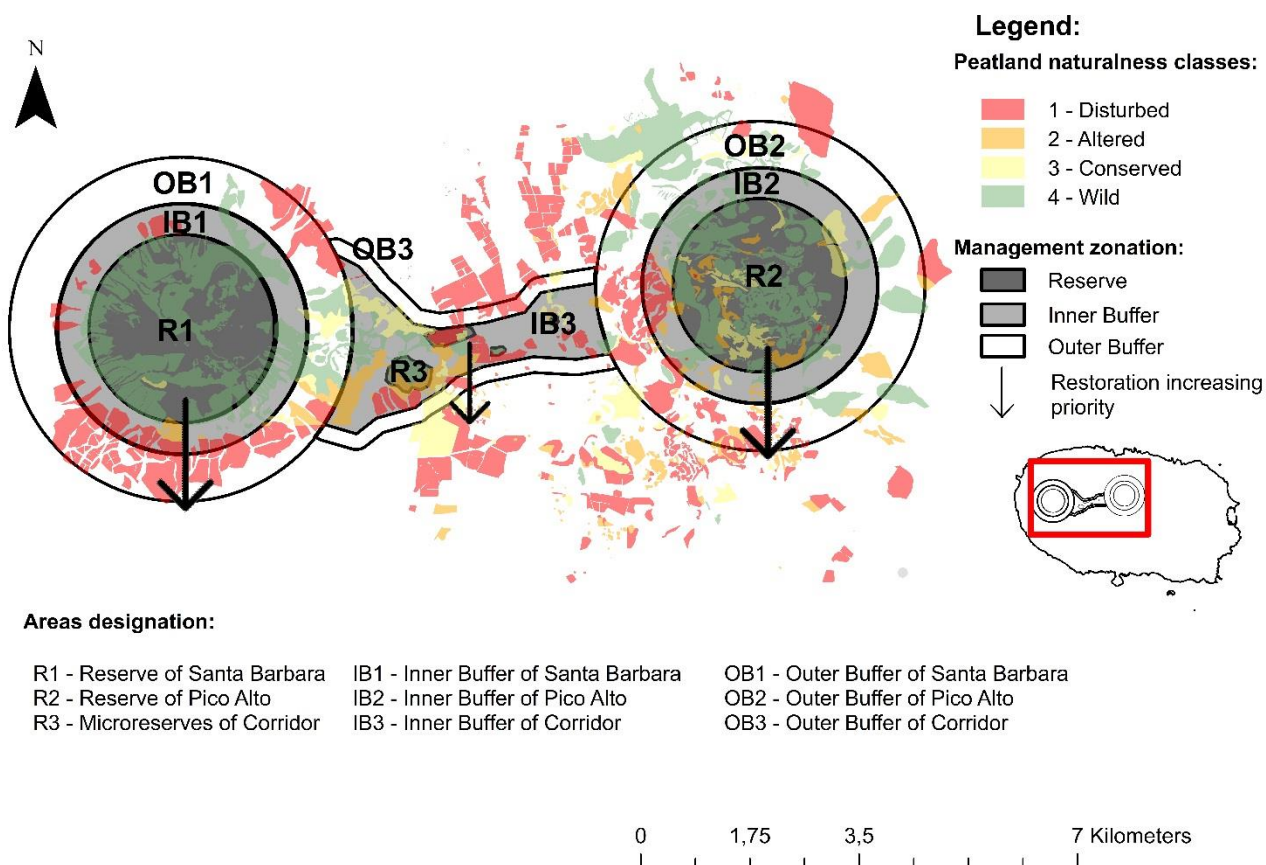 N
Legend:
Peatland naturalness classes:
1 - Disturbed
2 - Altered
3 - Conserved
4 - Wild
Management zonation:
Reserve
Inner Buffer
Outer Buffer
Restoration increasing
priority
OB1
IB1
R1
OB3
IB3
R3
OB2
IB2
R2
Areas designation:
R1 - Reserve of Santa Barbara
R2 - Reserve of Pico Alto
R3 - Microreserves of Corridor
IB1 - Inner Buffer of Santa Barbara
IB2 - Inner Buffer of Pico Alto
IB3 - Inner Buffer of Corridor
OB1 - Outer Buffer of Santa Barbara
OB2 - Outer Buffer of Pico Alto
OB3 - Outer Buffer of Corridor
0 1,75 3,5 7 Kilometers